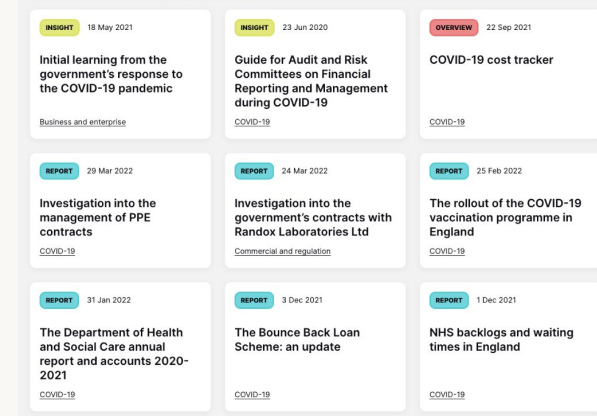 INSIGHT 18 May 2021
Initial learning from the
government's response to
the COVID-19 pandemic
Business and enterprise
INSIGHT 23 Jun 2020
Guide for Audit and Risk
Committees on Financial
Reporting and Management
during COVID-19
COVID-19
OVERVIEW 22 Sep 2021
COVID-19 cost tracker
COVID-19
REPORT 29 Mar 2022
Investigation into the
management of PPE
contracts
COVID-19
REPORT 24 Mar 2022
Investigation into the
government's contracts with
Randox Laboratories Ltd
Commercial and regulation
REPORT 25 Feb 2022
The rollout of the COVID-19
vaccination programme in
England
COVID-19
REPORT 31 Jan 2022
The Department of Health
and Social Care annual
report and accounts 2020-
2021
COVID-19
REPORT 3 Dec 2021
The Bounce Back Loan
Scheme: an update
COVID-19
REPORT 1 Dec 2021
NHS backlogs and waiting
times in England
COVID-19